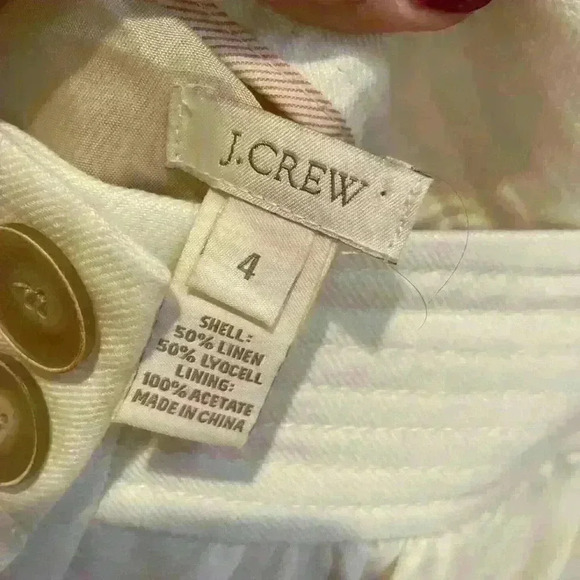 J.CREW
4
SHELL:
50% LINEN
50% LYOCELL
LINING:
100% ACETATE
MADE IN CHINA